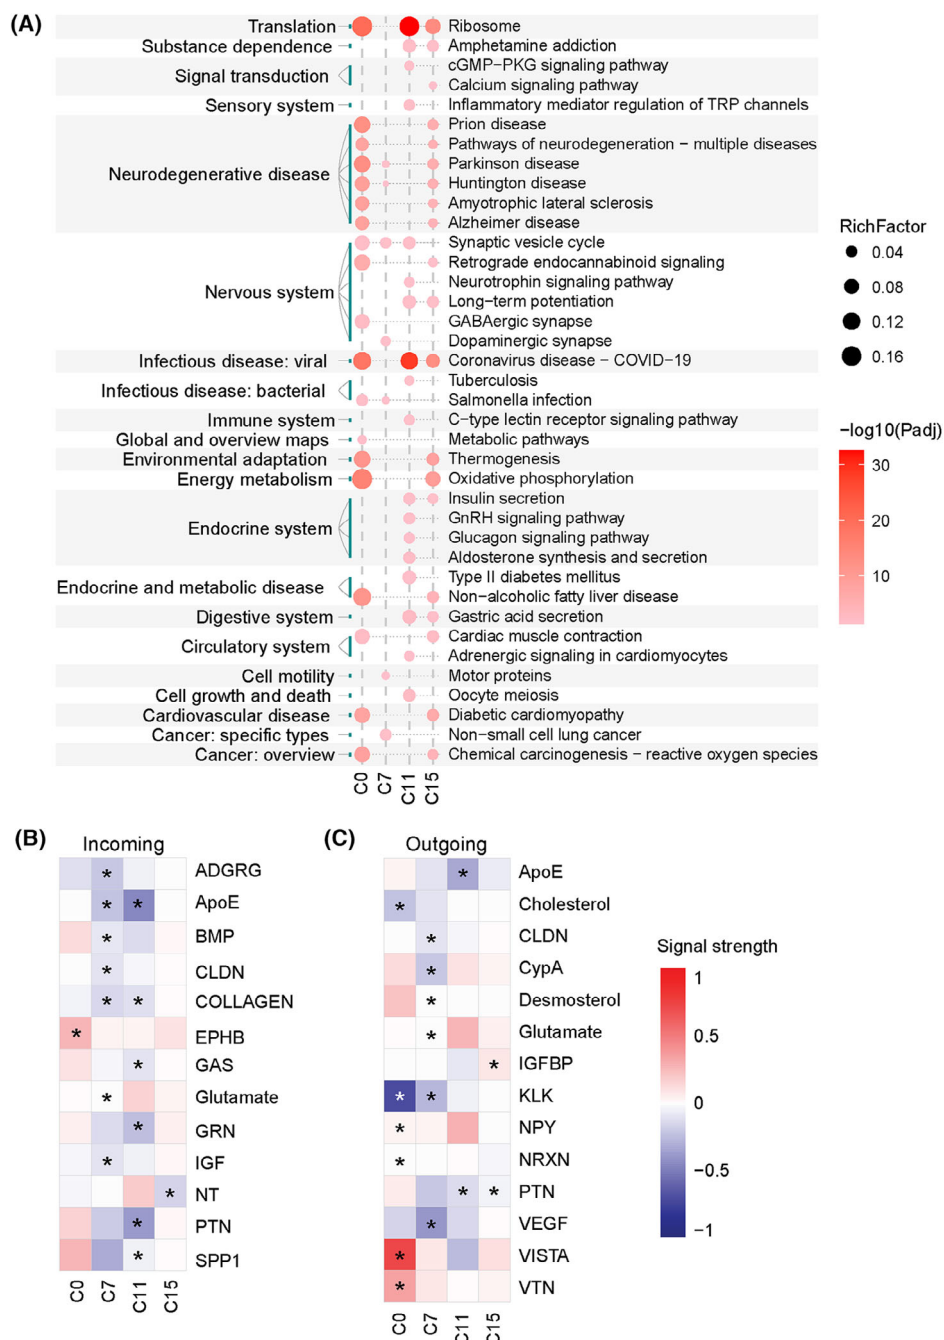 (A)
Translation Ribosome
Substance dependence Amphetamine addiction
Signal transduction cGMP−PKG signaling pathway
Calcium signaling pathway
Sensory system Inflammatory mediator regulation of TRP channels
Neurodegenerative disease Prion disease
Pathways of neurodegeneration − multiple diseases
Parkinson disease
Huntington disease
Amyotrophic lateral sclerosis
Alzheimer disease
Nervous system Synaptic vesicle cycle
Retrograde endocannabinoid signaling
Neurotrophin signaling pathway
Long−term potentiation
GABAergic synapse
Dopaminergic synapse
Infectious disease: viral Coronavirus disease − COVID−19
Infectious disease: bacterial Tuberculosis
Salmonella infection
Immune system C−type lectin receptor signaling pathway
Global and overview maps Metabolic pathways
Environmental adaptation Thermogenesis
Energy metabolism Oxidative phosphorylation
Endocrine system Insulin secretion
GnRH signaling pathway
Glucagon signaling pathway
Aldosterone synthesis and secretion
Endocrine and metabolic disease Type II diabetes mellitus
Non−alcoholic fatty liver disease
Digestive system Gastric acid secretion
Circulatory system Cardiac muscle contraction
Adrenergic signaling in cardiomyocytes
Cell motility Motor proteins
Cell growth and death Oocyte meiosis
Cardiovascular disease Diabetic cardiomyopathy
Cancer: specific types Non−small cell lung cancer
Cancer: overview Chemical carcinogenesis − reactive oxygen species
C0 C7 C11 C15
RichFactor
0.04
0.08
0.12
0.16
−log10(Padj)
30
20
10
(B)
Incoming
ADGRG
* ApoE
* * BMP
* CLDN
* COLLAGEN
* * EPHB
* GAS
* Glutamate
* GRN
* IGF
* NT
* PTN
* SPP1
*
C0 C7 C11 C15
(C)
Outgoing
* ApoE
* Cholesterol
* CLDN
* CypA
* Desmosterol
* Glutamate
* IGFBP
* * KLK
* NPY
* NRXN
* * PTN
* VEGF
* VISTA
* VTN
C0 C7 C11 C15
Signal strength
1
0.5
0
−0.5
−1